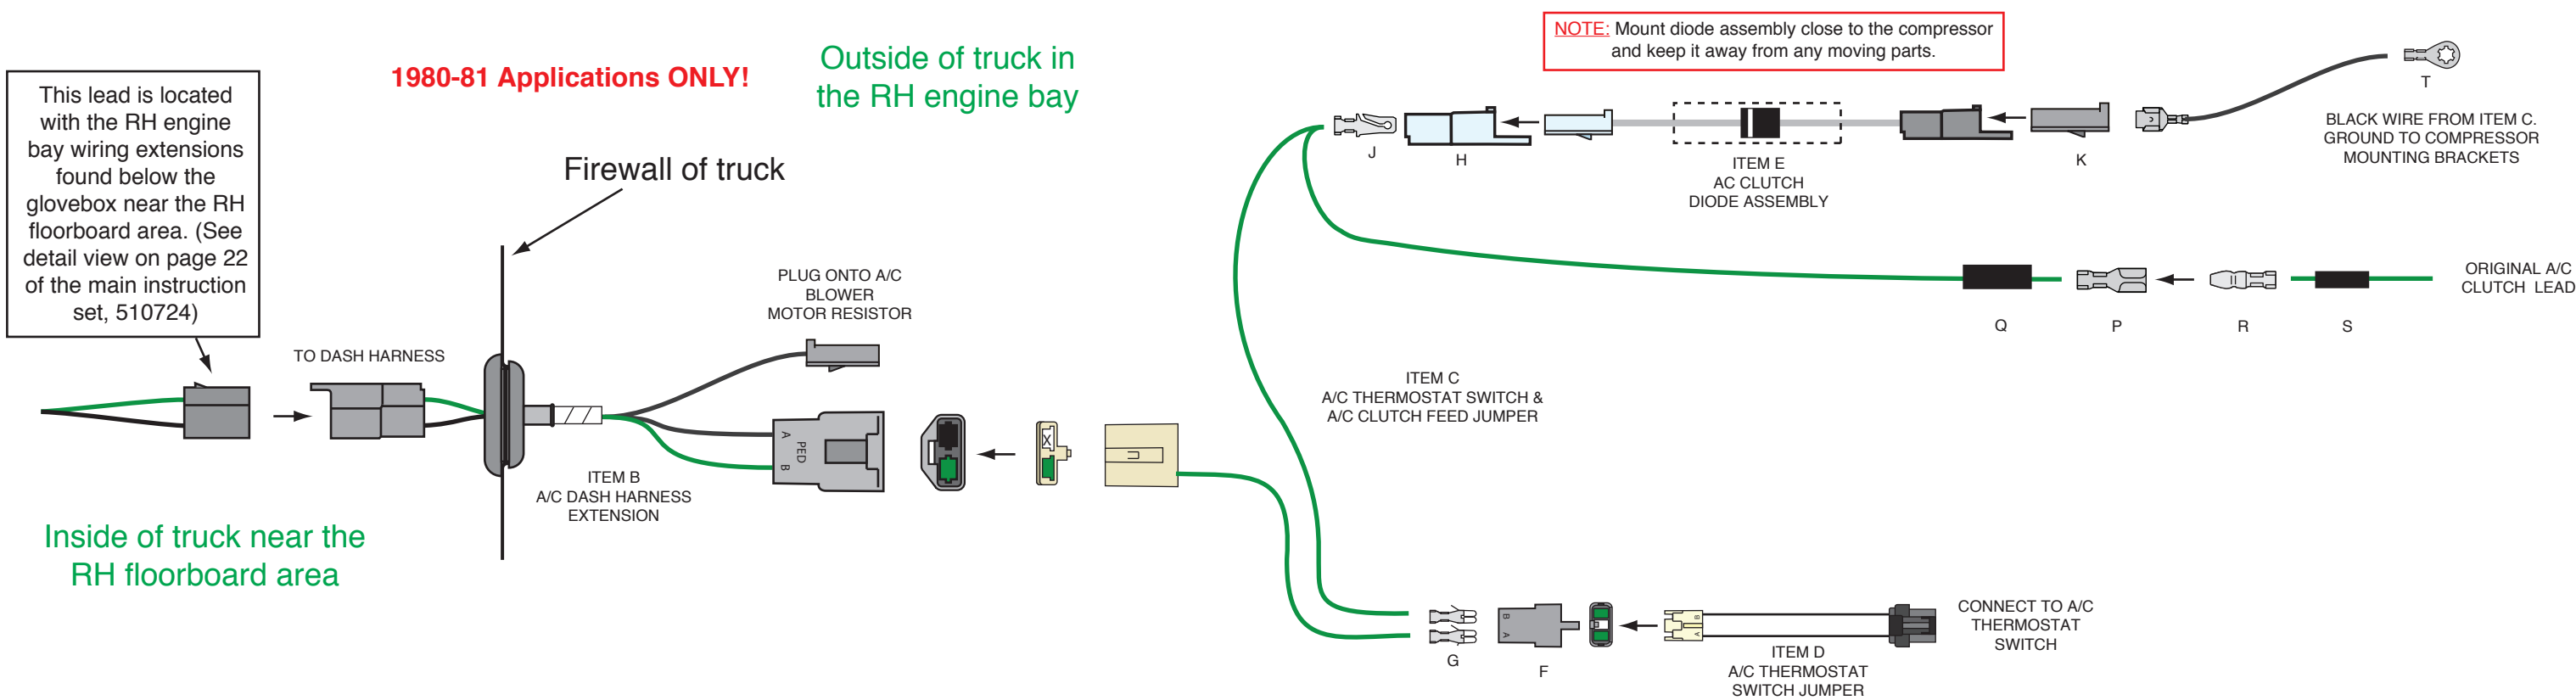 This lead is located
with the RH engine
bay wiring extensions
found below the
glovebox near the RH
floorboard area. (See
detail view on page 22
of the main instruction
set, 510724)
1980-81 Applications ONLY!
Outside of truck in
the RH engine bay
Firewall of truck
NOTE: Mount diode assembly close to the compressor
and keep it away from any moving parts.
T
BLACK WIRE FROM ITEM C.
GROUND TO COMPRESSOR
MOUNTING BRACKETS
J
H
ITEM E
AC CLUTCH
DIODE ASSEMBLY
K
ORIGINAL A/C
CLUTCH LEAD
Q
P
R
S
PLUG ONTO A/C
BLOWER
MOTOR RESISTOR
TO DASH HARNESS
A
PED
B
X
ITEM B
A/C DASH HARNESS
EXTENSION
ITEM C
A/C THERMOSTAT SWITCH &
A/C CLUTCH FEED JUMPER
Inside of truck near the
RH floorboard area
G
B
A
F
B
A
ITEM D
A/C THERMOSTAT
SWITCH JUMPER
CONNECT TO A/C
THERMOSTAT
SWITCH